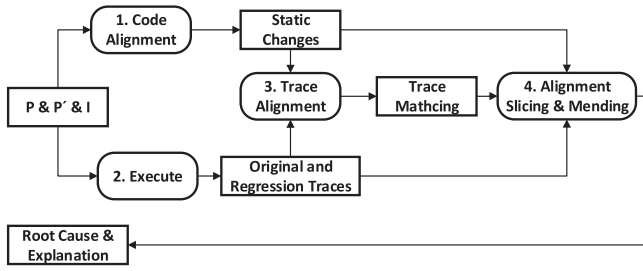 1. Code
Alignment
Static
Changes
3. Trace
Alignment
Trace
Mathcing
4. Alignment
Slicing & Mending
P & P´ & I
2. Execute
Original and
Regression Traces
Root Cause &
Explanation